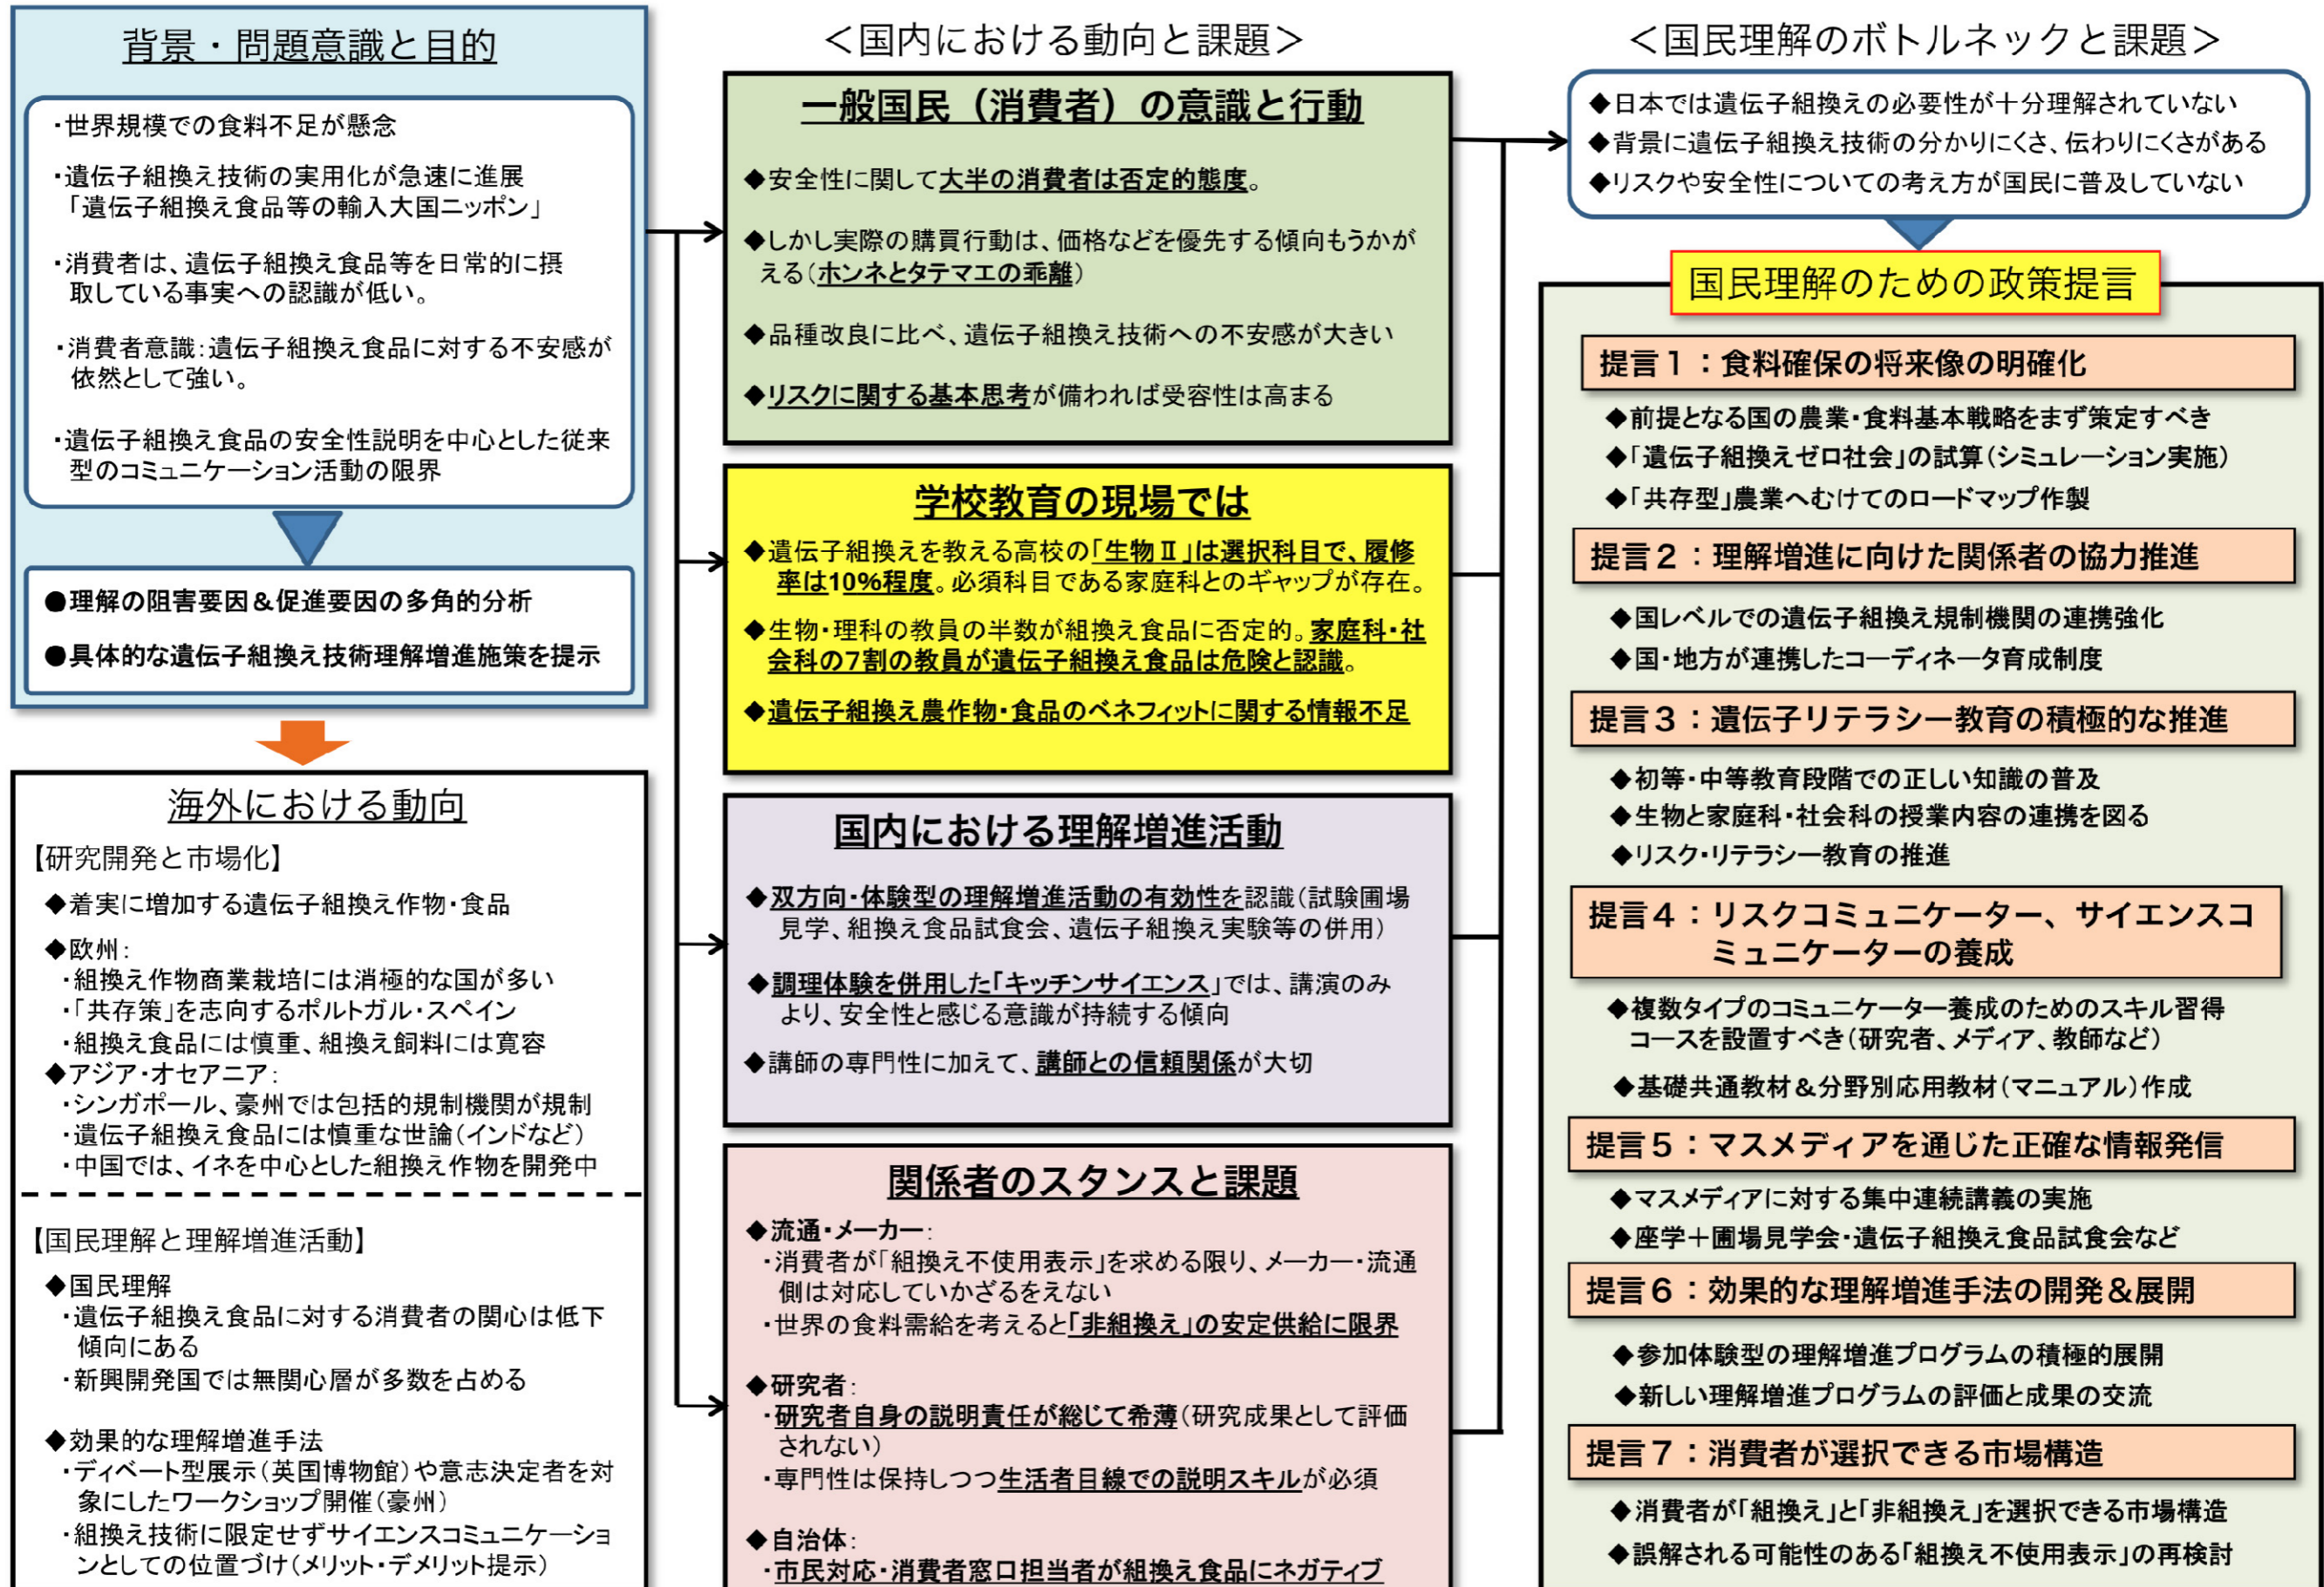 背景・問題意識と目的
・世界規模での食料不足が懸念
・遺伝子組換え技術の実用化が急速に進展
「遺伝子組換え食品等の輸入大国ニッポン」
・消費者は、遺伝子組換え食品等を日常的に摂
取している事実への認識が低い。
・消費者意識：遺伝子組換え食品に対する不安感が
依然として強い。
・遺伝子組換え食品の安全性説明を中心とした従来
型のコミュニケーション活動の限界
●理解の阻害要因＆促進要因の多角的分析
●具体的な遺伝子組換え技術理解増進施策を提示
海外における動向
【研究開発と市場化】
◆着実に増加する遺伝子組換え作物・食品
◆欧州：
・組換え作物商業栽培には消極的な国が多い
・「共存策」を志向するポルトガル・スペイン
・組換え食品には慎重、組換え飼料には寛容
◆アジア・オセアニア：
・シンガポール、豪州では包括的規制機関が規制
・遺伝子組換え食品には慎重な世論（インドなど）
・中国では、イネを中心とした組換え作物を開発中
【国民理解と理解増進活動】
◆国民理解
・遺伝子組換え食品に対する消費者の関心は低下
傾向にある
・新興開発国では無関心層が多数を占める
◆効果的な理解増進手法
・ディベート型展示（英国博物館）や意志決定者を対
象にしたワークショップ開催（豪州）
・組換え技術に限定せずサイエンスコミュニケーショ
ンとしての位置づけ（メリット・デメリット提示）
＜国内における動向と課題＞
一般国民（消費者）の意識と行動
◆安全性に関して大半の消費者は否定的態度。
◆しかし実際の購買行動は、価格などを優先する傾向もうかが
える（ホンネとタテマエの乖離）
◆品種改良に比べ、遺伝子組換え技術への不安感が大きい
◆リスクに関する基本思考が備われば受容性は高まる
学校教育の現場では
◆遺伝子組換えを教える高校の「生物Ⅱ」は選択科目で、履修
率は10%程度。必須科目である家庭科とのギャップが存在。
◆生物・理科の教員の半数が組換え食品に否定的。家庭科・社
会科の7割の教員が遺伝子組換え食品は危険と認識。
◆遺伝子組換え農作物・食品のベネフィットに関する情報不足
国内における理解増進活動
◆双方向・体験型の理解増進活動の有効性を認識（試験圃場
見学、組換え食品試食会、遺伝子組換え実験等の併用）
◆調理体験を併用した「キッチンサイエンス」では、講演のみ
より、安全性と感じる意識が持続する傾向
◆講師の専門性に加えて、講師との信頼関係が大切
関係者のスタンスと課題
◆流通・メーカー：
・消費者が「組換え不使用表示」を求める限り、メーカー・流通
側は対応していかざるをえない
・世界の食料需給を考えると「非組換え」の安定供給に限界
◆研究者：
・研究者自身の説明責任が総じて希薄（研究成果として評価
されない）
・専門性は保持しつつ生活者目線での説明スキルが必須
◆自治体：
・市民対応・消費者窓口担当者が組換え食品にネガティブ
＜国民理解のボトルネックと課題＞
◆日本では遺伝子組換えの必要性が十分理解されていない
◆背景に遺伝子組換え技術の分かりにくさ、伝わりにくさがある
◆リスクや安全性についての考え方が国民に普及していない
国民理解のための政策提言
提言１：食料確保の将来像の明確化
◆前提となる国の農業・食料基本戦略をまず策定すべき
◆「遺伝子組換えゼロ社会」の試算（シミュレーション実施）
◆「共存型」農業へむけてのロードマップ作製
提言２：理解増進に向けた関係者の協力推進
◆国レベルでの遺伝子組換え規制機関の連携強化
◆国・地方が連携したコーディネータ育成制度
提言３：遺伝子リテラシー教育の積極的な推進
◆初等・中等教育段階での正しい知識の普及
◆生物と家庭科・社会科の授業内容の連携を図る
◆リスク・リテラシー教育の推進
提言４：リスクコミュニケーター、サイエンスコ
ミュニケーターの養成
◆複数タイプのコミュニケーター養成のためのスキル習得
コースを設置すべき（研究者、メディア、教師など）
◆基礎共通教材＆分野別応用教材（マニュアル）作成
提言５：マスメディアを通じた正確な情報発信
◆マスメディアに対する集中連続講義の実施
◆座学＋圃場見学会・遺伝子組換え食品試食会など
提言６：効果的な理解増進手法の開発＆展開
◆参加体験型の理解増進プログラムの積極的展開
◆新しい理解増進プログラムの評価と成果の交流
提言７：消費者が選択できる市場構造
◆消費者が「組換え」と「非組換え」を選択できる市場構造
◆誤解される可能性のある「組換え不使用表示」の再検討